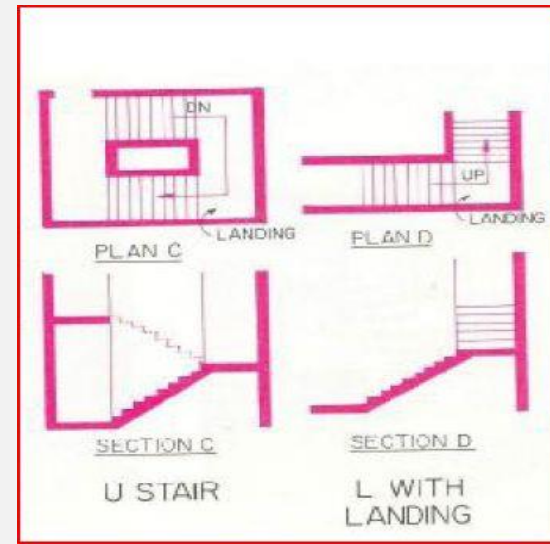 DN
LANDING
PLAN C
UP
LANDING
PLAN D
SECTION C
SECTION D
U STAIR
L WITH
LANDING